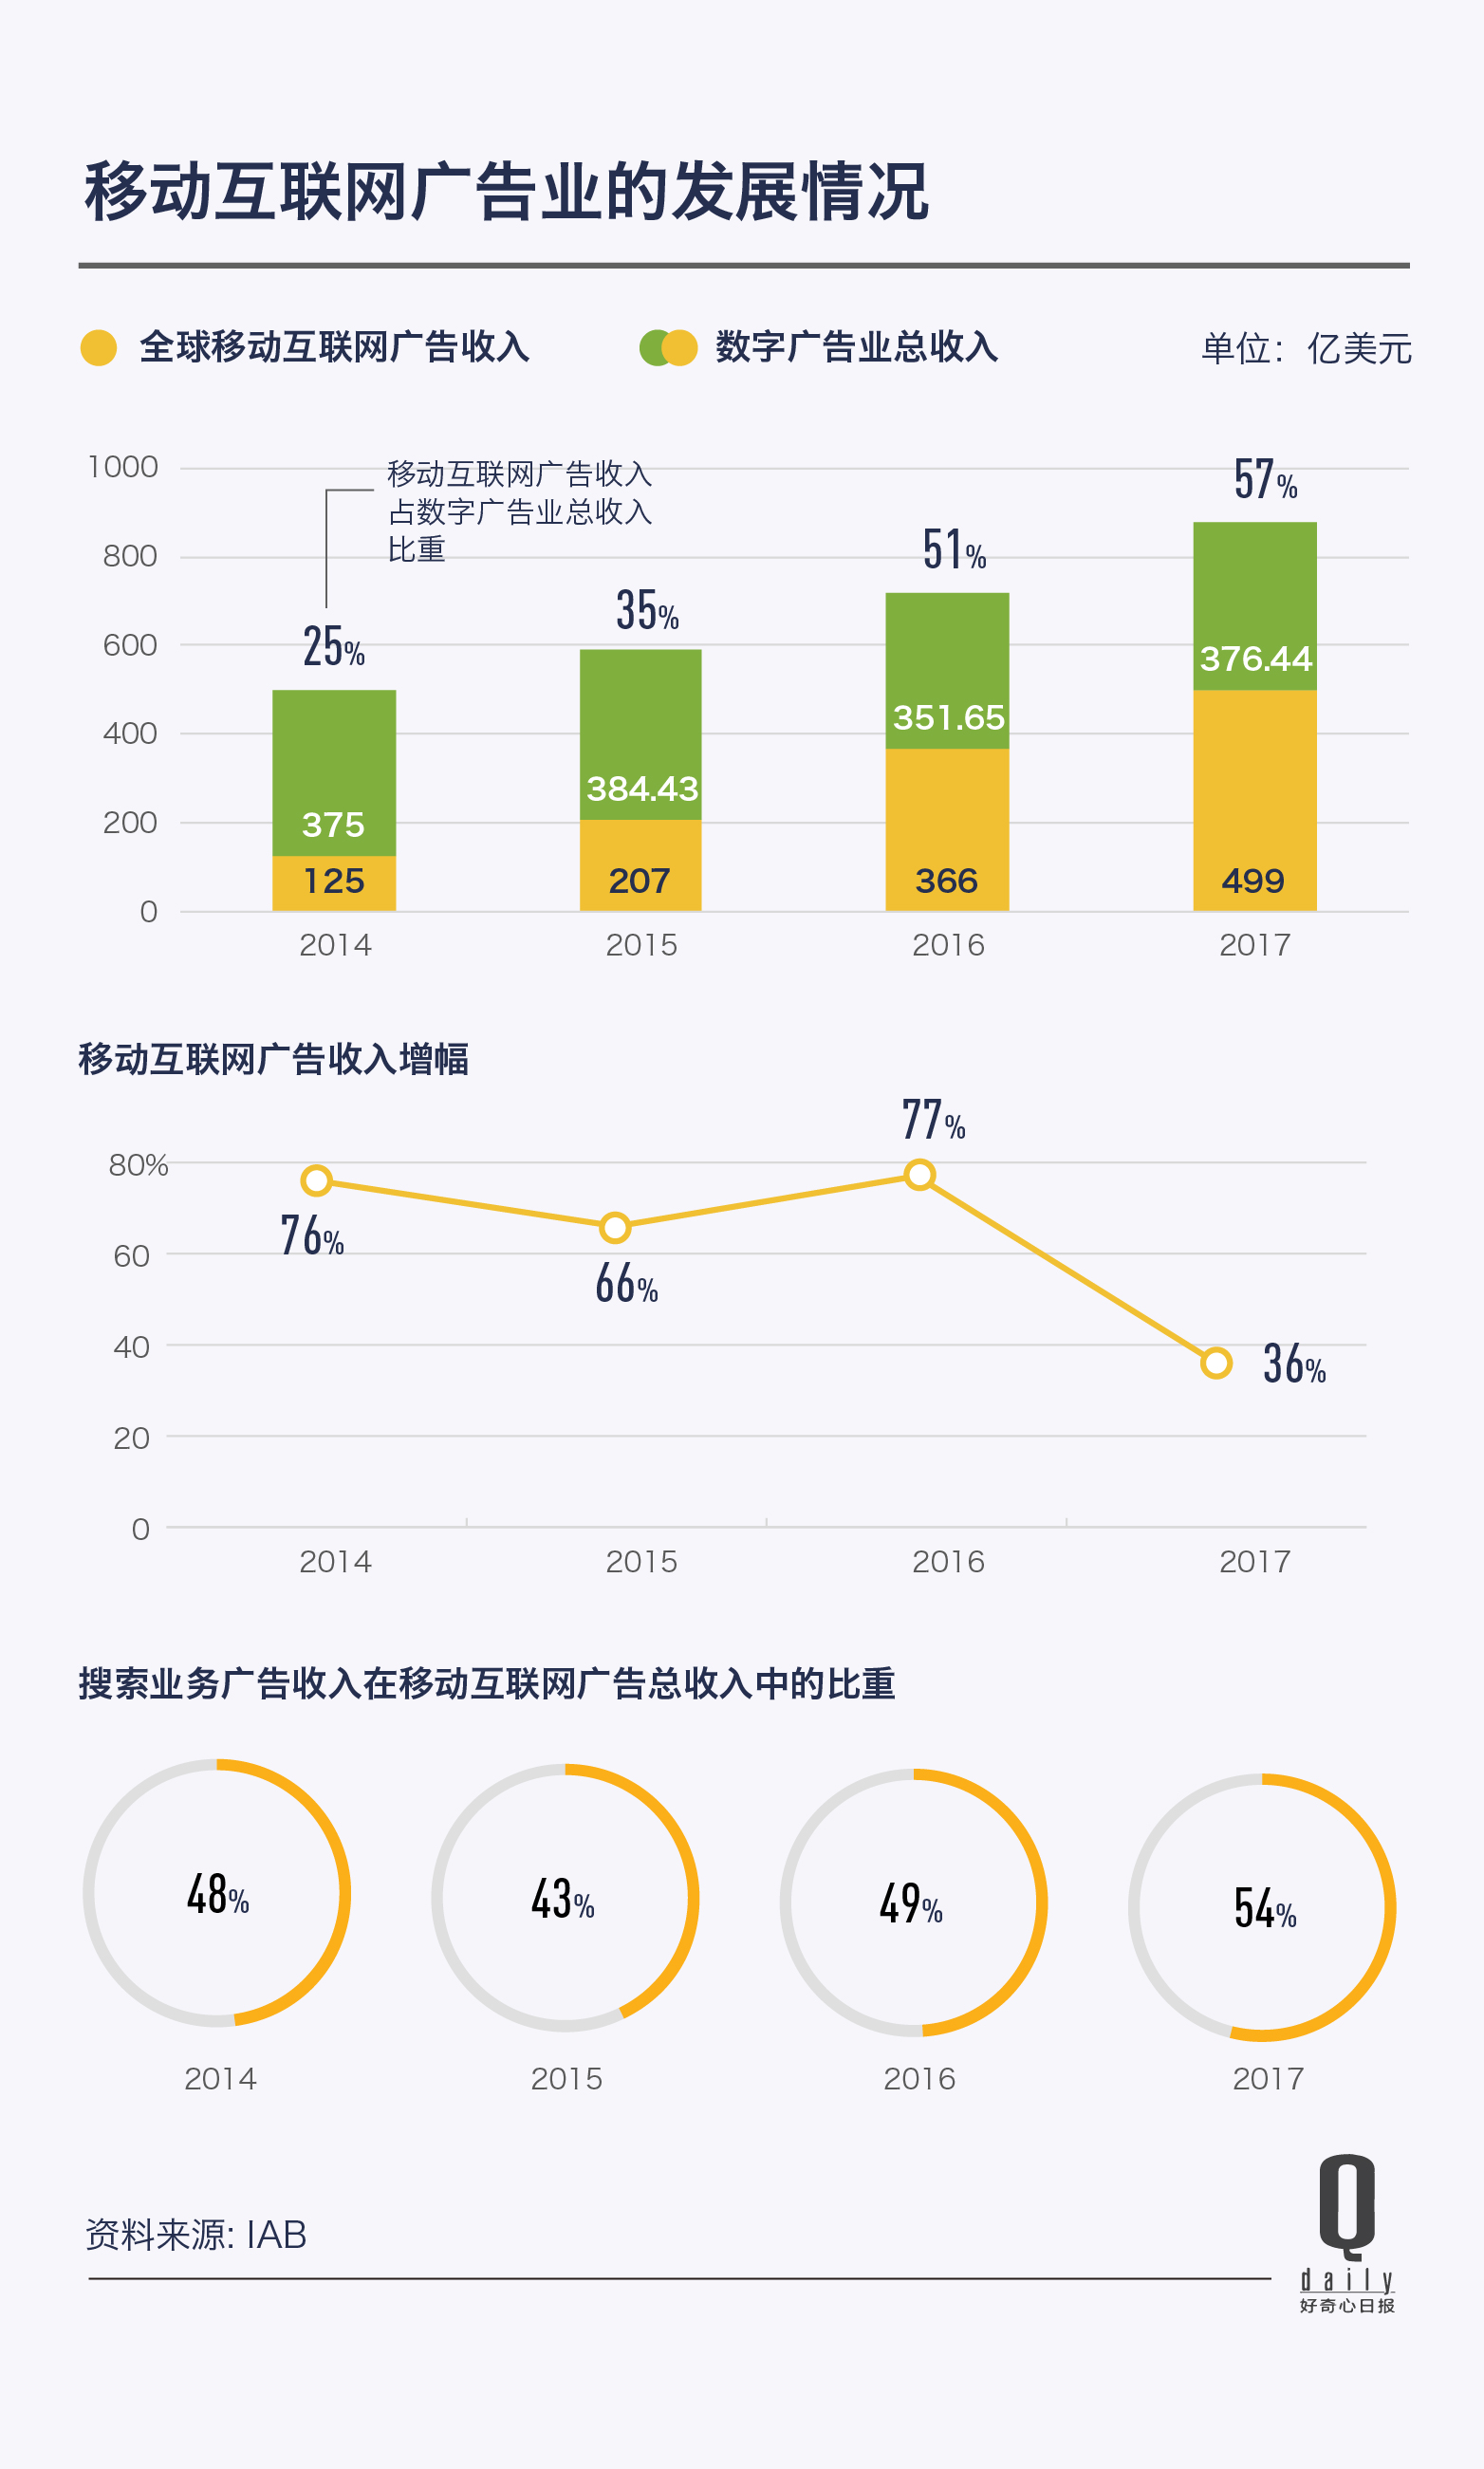 移动互联网广告业的发展情况
全球移动互联网广告收入 数字广告业总收入 单位：亿美元
1000
800
600
400
200
0
移动互联网广告收入
占数字广告业总收入
比重
25% 35% 51% 57%
375 384.43 351.65 376.44
125 207 366 499
2014 2015 2016 2017
移动互联网广告收入增幅
80%
60
40
20
0
76% 66% 77% 36%
2014 2015 2016 2017
搜索业务广告收入在移动互联网广告总收入中的比重
48% 43% 49% 54%
2014 2015 2016 2017
资料来源: IAB
Q
daily
好奇心日报